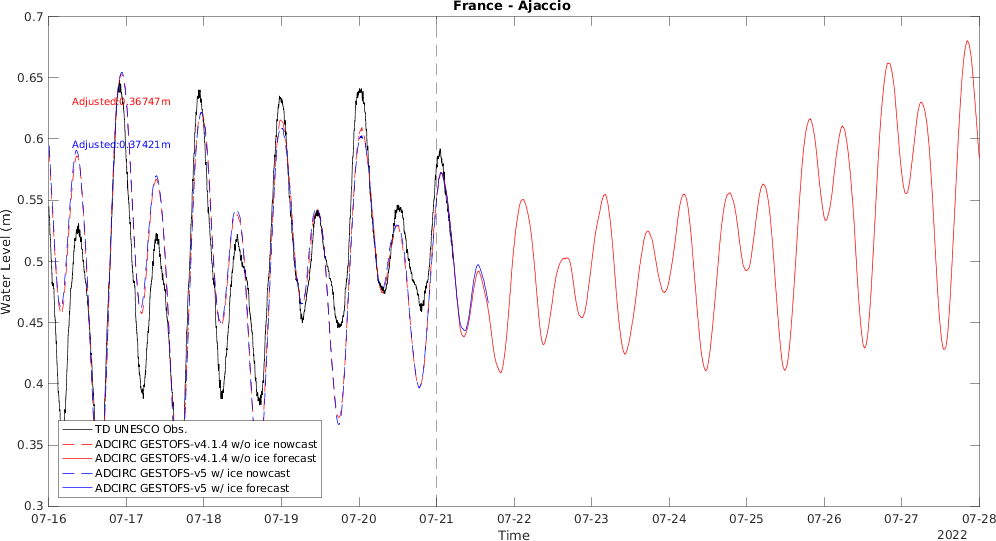 France - Ajaccio
0.7
0.65
0.6
0.55
0.5
0.45
0.4
0.35
0.3
Water Level (m)
Adjusted:0.36747m
Adjusted:0.37421m
TD UNESCO Obs.
ADCIRC GESTOFS-v4.1.4 w/o ice nowcast
ADCIRC GESTOFS-v4.1.4 w/o ice forecast
ADCIRC GESTOFS-v5 w/ ice nowcast
ADCIRC GESTOFS-v5 w/ ice forecast
07-16 07-17 07-18 07-19 07-20 07-21 07-22 07-23 07-24 07-25 07-26 07-27 07-28
Time
2022